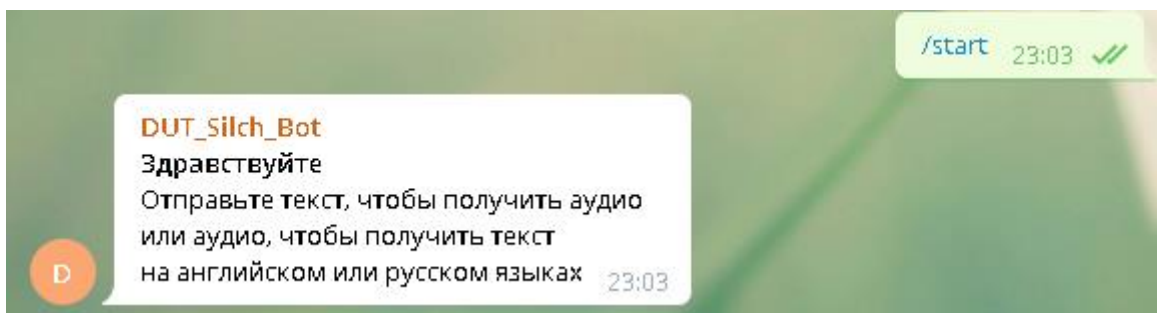 /start 23:03
DUT_Silch_Bot
Здравствуйте
Отправьте текст, чтобы получить аудио
или аудио, чтобы получить текст
на английском или русском языках 23:03
D